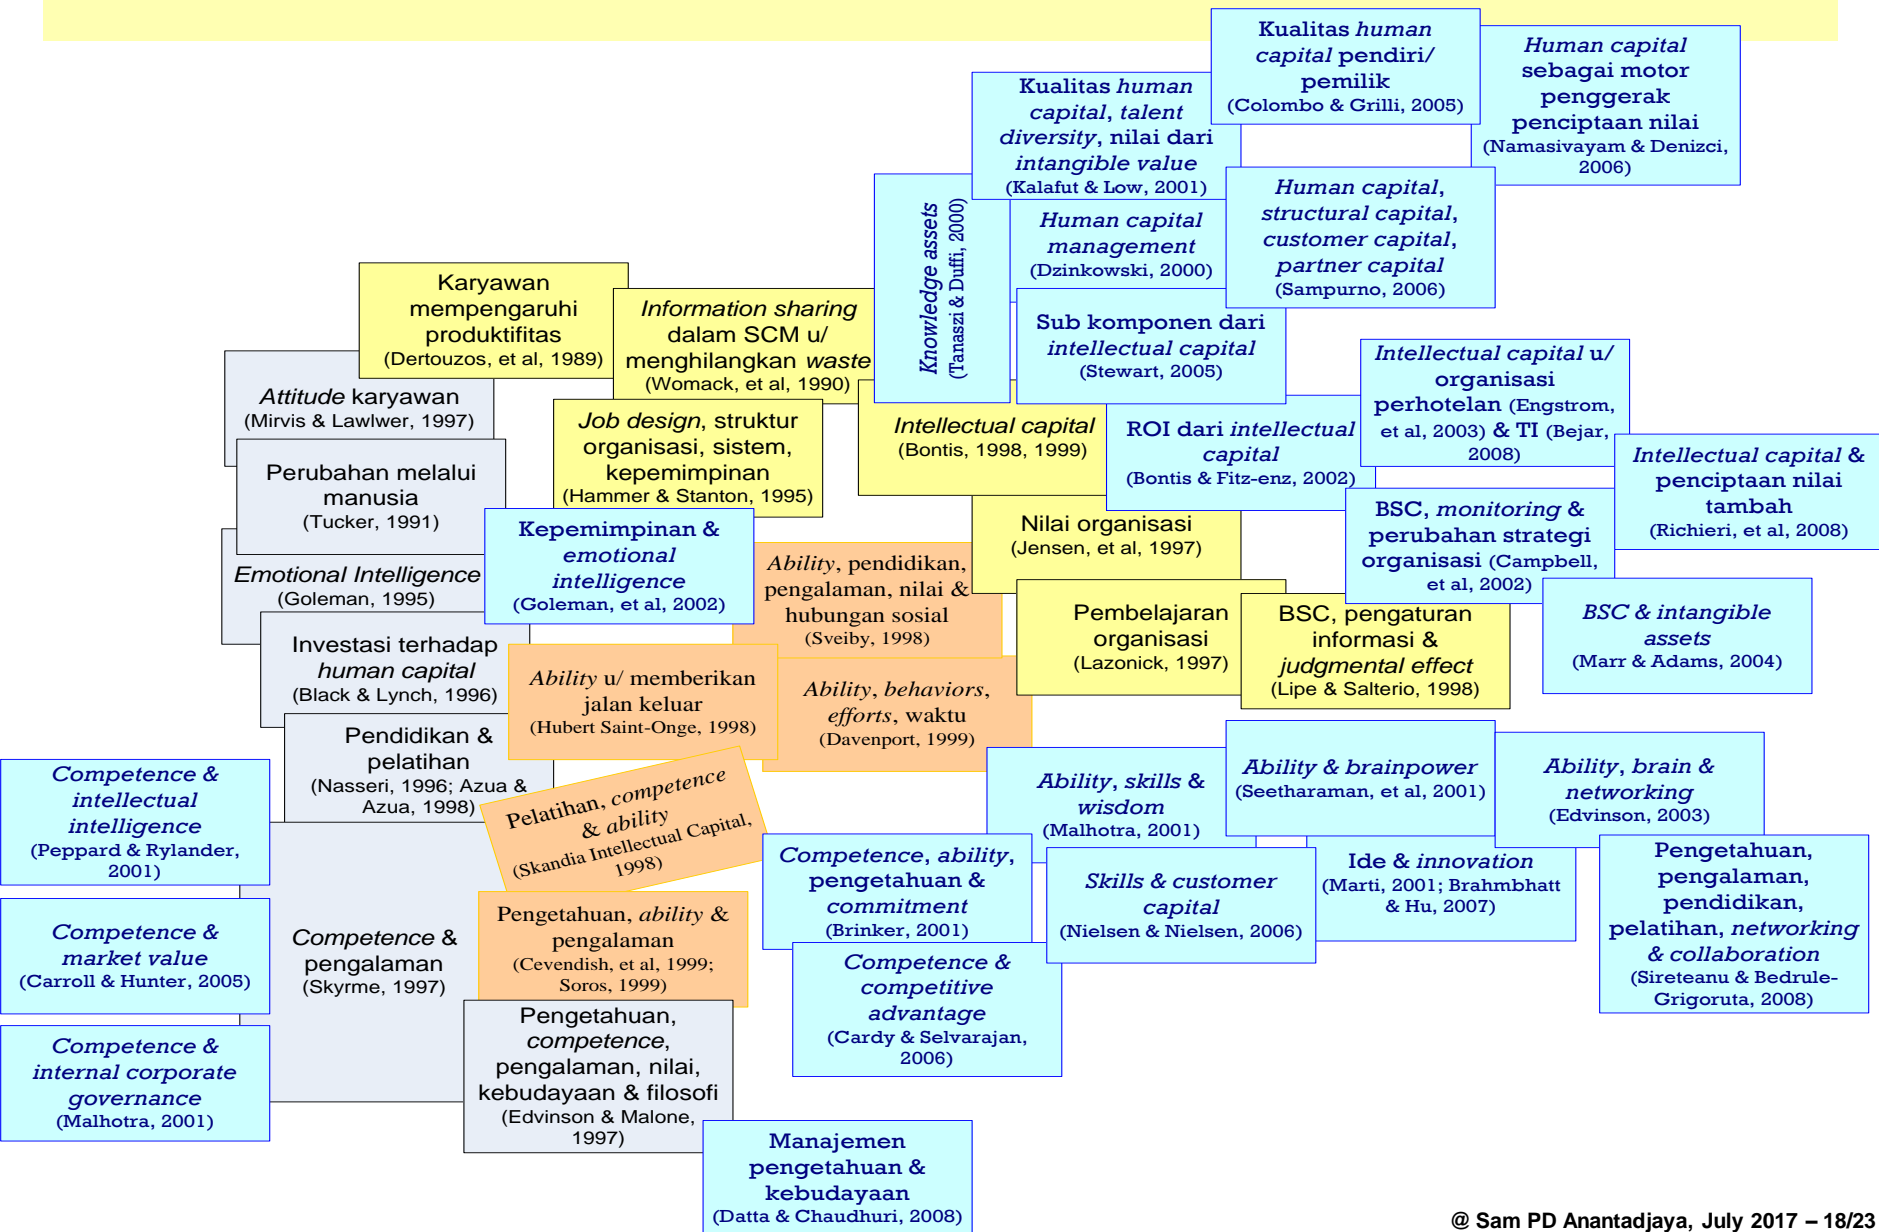 Kualitas human
capital pendiri/
pemilik
(Colombo & Grilli, 2005)
Human capital
sebagai motor
penggerak
penciptaan nilai
(Namasivayam & Denizci,
2006)
Kualitas human
capital, talent
diversity, nilai dari
intangible value
(Kalafut & Low, 2001)
Human capital,
structural capital,
customer capital,
partner capital
(Sampurno, 2006)
Knowledge assets
(Tanaszi & Duffi, 2000)
Human capital
management
(Dzinkowski, 2000)
Karyawan
mempengaruhi
produktifitas
(Dertouzos, et al, 1989)
Information sharing
dalam SCM u/
menghilangkan waste
(Womack, et al, 1990)
Sub komponen dari
intellectual capital
(Stewart, 2005)
Intellectual capital u/
organisasi
perhotelan (Engstrom,
et al, 2003) & TI (Bejar,
2008)
Attitude karyawan
(Mirvis & Lawlwer, 1997)
Job design, struktur
organisasi, sistem,
kepemimpinan
(Hammer & Stanton, 1995)
Intellectual capital
(Bontis, 1998, 1999)
ROI dari intellectual
capital
(Bontis & Fitz-enz, 2002)
Intellectual capital &
penciptaan nilai
tambah
(Richieri, et al, 2008)
Perubahan melalui
manusia
(Tucker, 1991)
Kepemimpinan &
emotional
intelligence
(Goleman, et al, 2002)
Nilai organisasi
(Jensen, et al, 1997)
BSC, monitoring &
perubahan strategi
organisasi (Campbell,
et al, 2002)
Emotional Intelligence
(Goleman, 1995)
Ability, pendidikan,
pengalaman, nilai &
hubungan sosial
(Sveiby, 1998)
Pembelajaran
organisasi
(Lazonick, 1997)
BSC, pengaturan
informasi &
judgmental effect
(Lipe & Salterio, 1998)
BSC & intangible
assets
(Marr & Adams, 2004)
Investasi terhadap
human capital
(Black & Lynch, 1996)
Ability u/ memberikan
jalan keluar
(Hubert Saint-Onge, 1998)
Ability, behaviors,
efforts, waktu
(Davenport, 1999)
Pendidikan &
pelatihan
(Nasseri, 1996; Azua &
Azua, 1998)
Competence &
intellectual
intelligence
(Peppard & Rylander,
2001)
Pelatihan, competence
& ability
(Skandia Intellectual Capital,
1998)
Ability, skills &
wisdom
(Malhotra, 2001)
Ability & brainpower
(Seetharaman, et al, 2001)
Ability, brain &
networking
(Edvinson, 2003)
Competence, ability,
pengetahuan &
commitment
(Brinker, 2001)
Skills & customer
capital
(Nielsen & Nielsen, 2006)
Ide & innovation
(Marti, 2001; Brahmbhatt
& Hu, 2007)
Pengetahuan,
pengalaman,
pendidikan,
pelatihan, networking
& collaboration
(Sireteanu & Bedrule-
Grigoruta, 2008)
Competence &
market value
(Carroll & Hunter, 2005)
Competence &
pengalaman
(Skyrme, 1997)
Pengetahuan, ability &
pengalaman
(Cevendish, et al, 1999;
Soros, 1999)
Competence &
competitive
advantage
(Cardy & Selvarajan,
2006)
Competence &
internal corporate
governance
(Malhotra, 2001)
Pengetahuan,
competence,
pengalaman, nilai,
kebudayaan & filosofi
(Edvinson & Malone,
1997)
Manajemen
pengetahuan &
kebudayaan
(Datta & Chaudhuri, 2008)
@ Sam PD Anantadjaya, July 2017 – 18/23